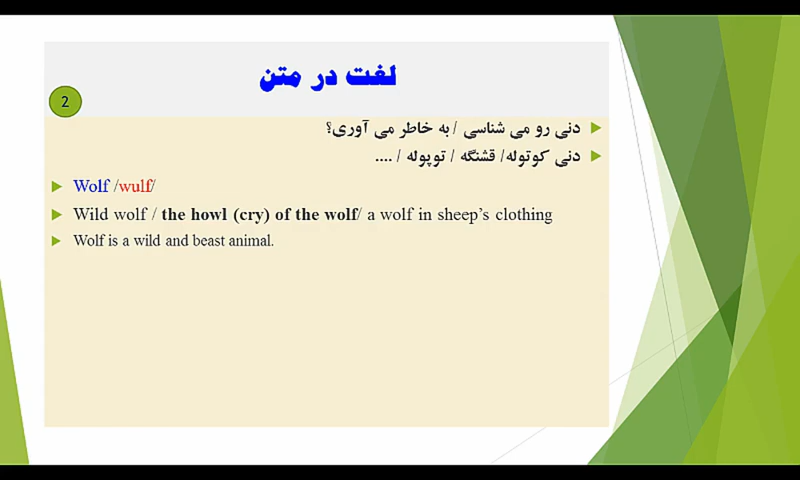 لغت در متن
2
دنی رو می شناسی / به خاطر می آوری؟
دنی کوتوله/ قشنگه / توپوله / ....
Wolf /wulf/
Wild wolf / the howl (cry) of the wolf/ a wolf in sheep's clothing
Wolf is a wild and beast animal.